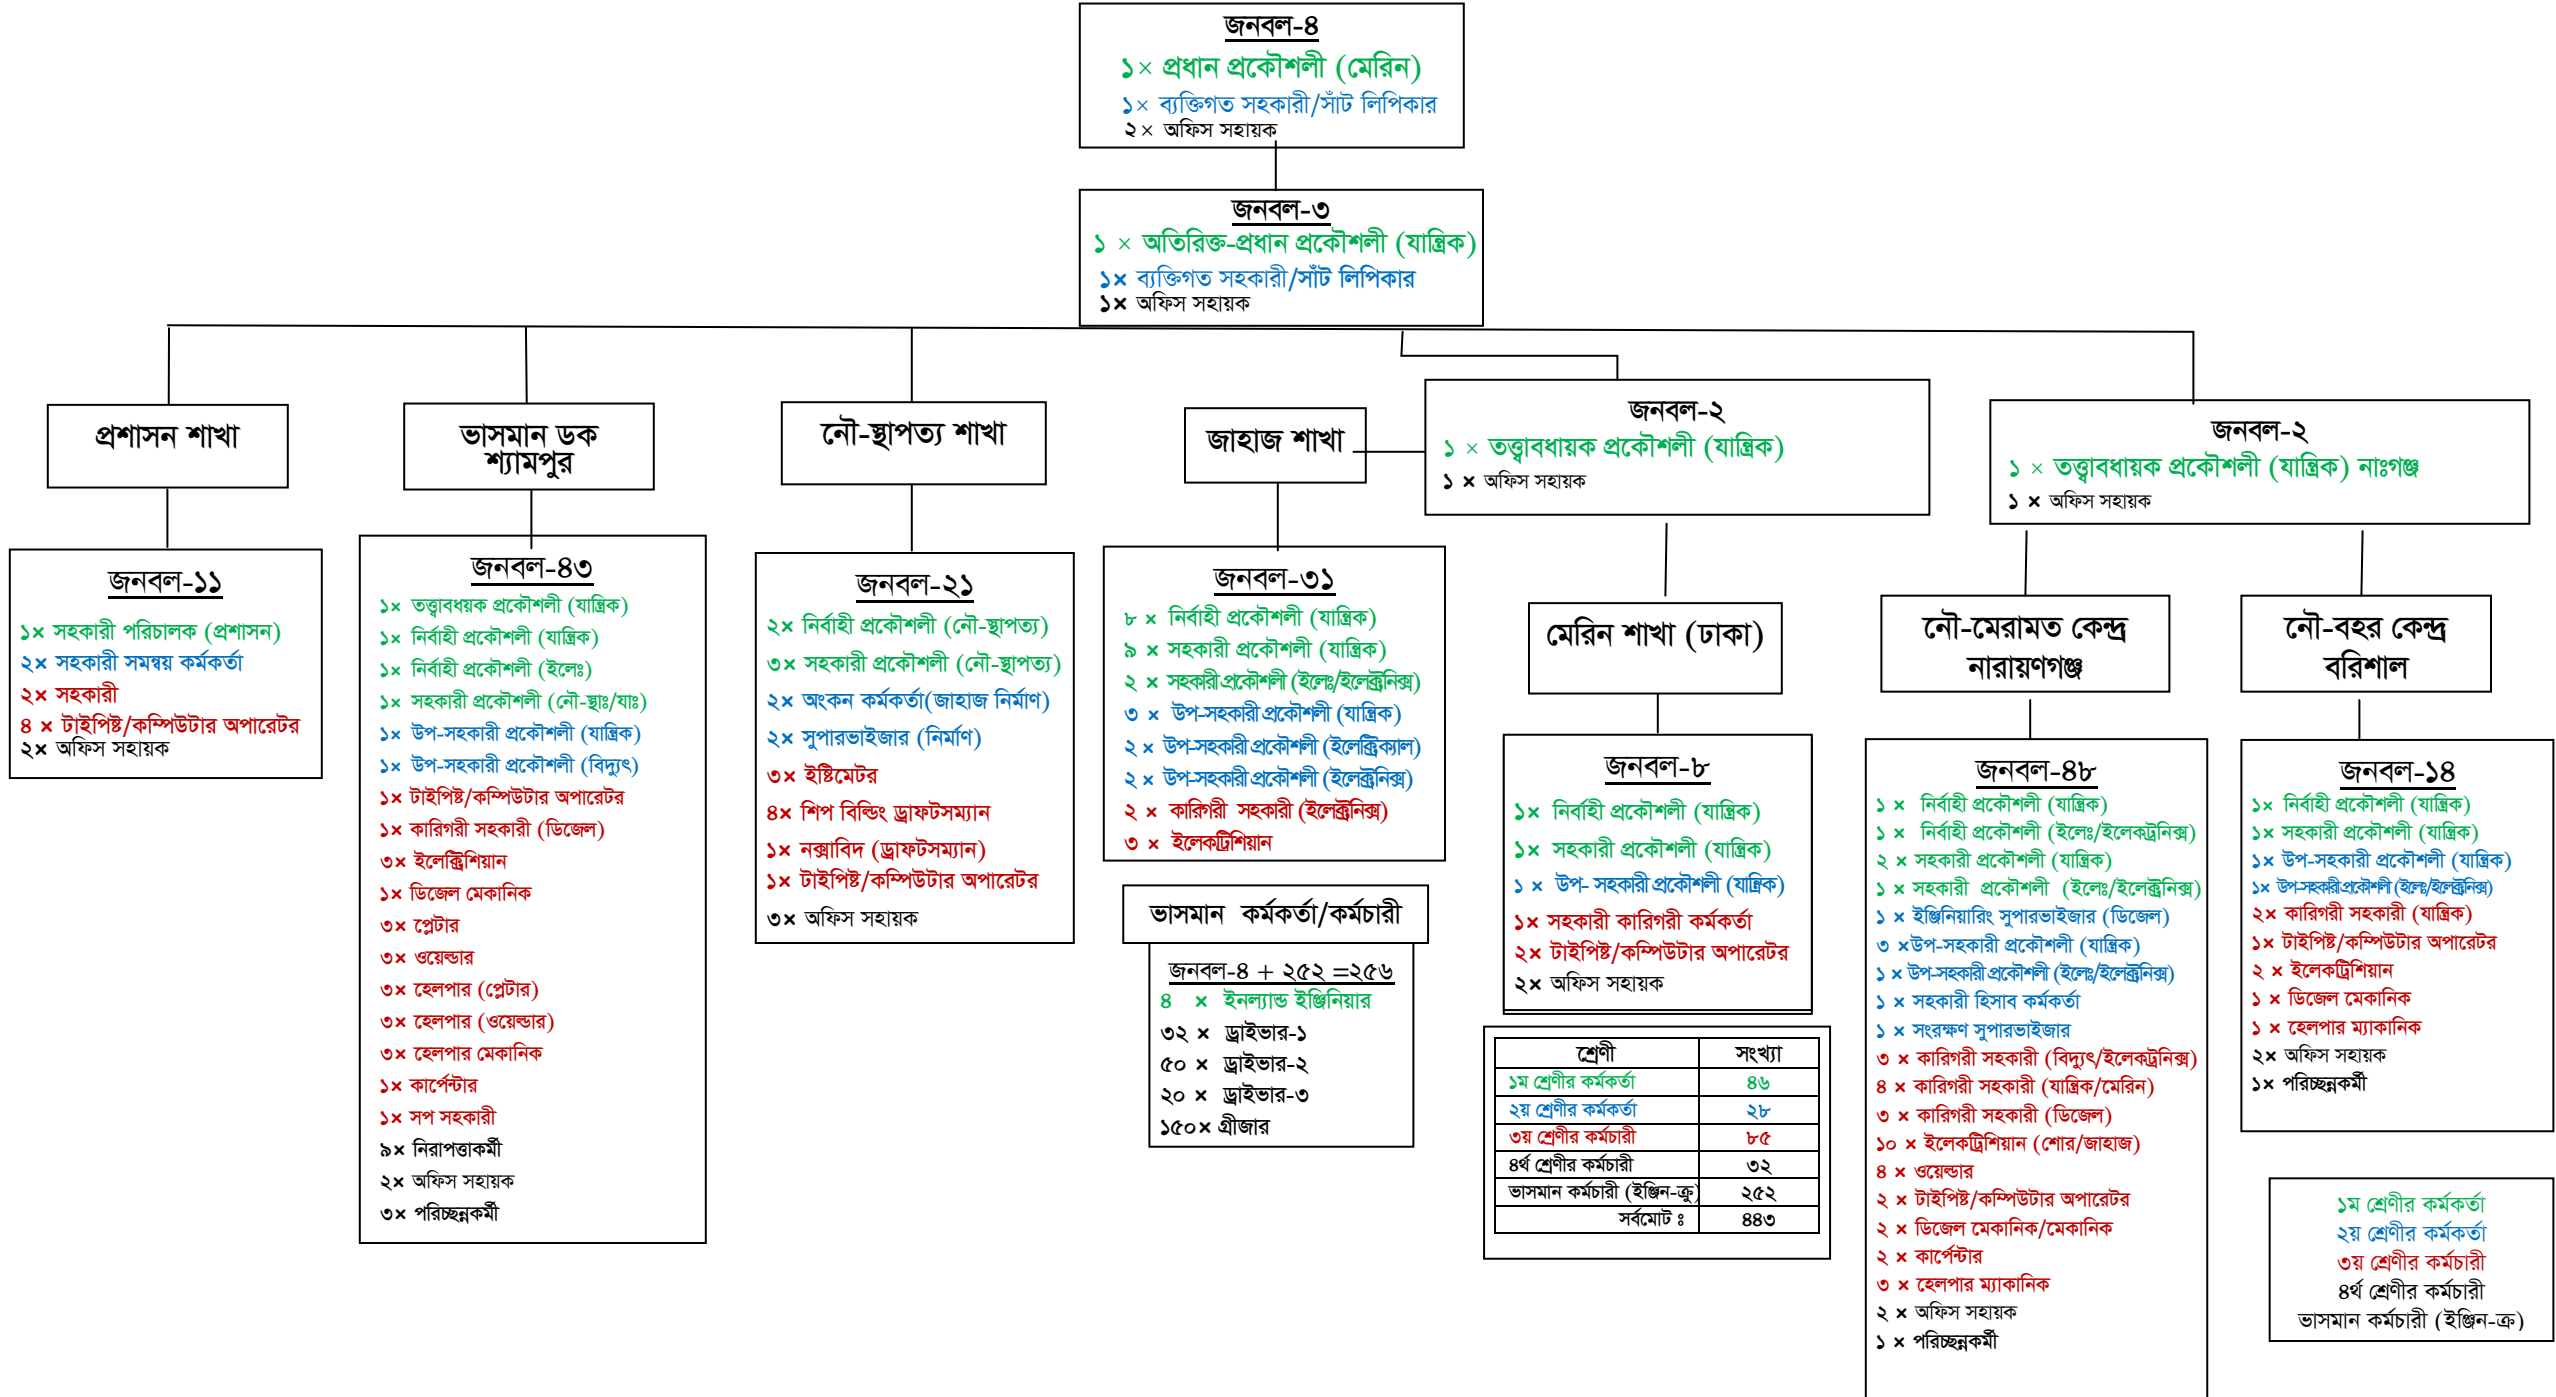 জনবল-৪
১× প্রধান প্রকৌশলী (মেরিন)
১× ব্যক্তিগত সহকারী/সাঁট লিপিকার
২× অফিস সহায়ক
জনবল-৩
১ × অতিরিক্ত-প্রধান প্রকৌশলী (যান্ত্রিক)
১× ব্যক্তিগত সহকারী/সাঁট লিপিকার
১× অফিস সহায়ক
প্রশাসন শাখা
জনবল-১১
১× সহকারী পরিচালক (প্রশাসন)
২× সহকারী সমন্বয় কর্মকর্তা
২× সহকারী
৪ × টাইপিষ্ট/কম্পিউটার অপারেটর
২× অফিস সহায়ক
ভাসমান ডক
শ্যামপুর
জনবল-৪৩
১× তত্ত্বাবধয়ক প্রকৌশলী (যান্ত্রিক)
১× নির্বাহী প্রকৌশলী (যান্ত্রিক)
১× নির্বাহী প্রকৌশলী (ইলেঃ)
১× সহকারী প্রকৌশলী (নৌ-স্থাঃ/যাঃ)
১× উপ-সহকারী প্রকৌশলী (যান্ত্রিক)
১× উপ-সহকারী প্রকৌশলী (বিদ্যুৎ)
১× টাইপিষ্ট/কম্পিউটার অপারেটর
১× কারিগরী সহকারী (ডিজেল)
৩× ইলেক্ট্রিশিয়ান
১× ডিজেল মেকানিক
৩× প্লেটার
৩× ওয়েল্ডার
৩× হেলপার (প্লেটার)
৩× হেলপার (ওয়েল্ডার)
৩× হেলপার মেকানিক
১× কার্পেন্টার
১× সপ সহকারী
৯× নিরাপত্তাকর্মী
২× অফিস সহায়ক
৩× পরিচ্ছন্নকর্মী
নৌ-স্থাপত্য শাখা
জনবল-২১
২× নির্বাহী প্রকৌশলী (নৌ-স্থাপত্য)
৩× সহকারী প্রকৌশলী (নৌ-স্থাপত্য)
২× অংকন কর্মকর্তা(জাহাজ নির্মাণ)
২× সুপারভাইজার (নির্মাণ)
৩× ইষ্টিমেটর
৪× শিপ বিল্ডিং ড্রাফটসম্যান
১× নক্সাবিদ (ড্রাফটসম্যান)
১× টাইপিষ্ট/কম্পিউটার অপারেটর
৩× অফিস সহায়ক
জাহাজ শাখা
জনবল-৩১
৮ × নির্বাহী প্রকৌশলী (যান্ত্রিক)
৯ × সহকারী প্রকৌশলী (যান্ত্রিক)
২ × সহকারী প্রকৌশলী (ইলেঃ/ইলেক্ট্রনিক্স)
৩ × উপ-সহকারী প্রকৌশলী (যান্ত্রিক)
২ × উপ-সহকারী প্রকৌশলী (ইলেক্ট্রিক্যাল)
২ × উপ-সহকারী প্রকৌশলী (ইলেক্ট্রনিক্স)
২ × কারিগরী সহকারী (ইলেক্ট্রনিক্স)
৩ × ইলেকট্রিশিয়ান
ভাসমান কর্মকর্তা/কর্মচারী
জনবল-৪ + ২৫২ =২৫৬
৪ × ইনল্যান্ড ইঞ্জিনিয়ার
৩২ × ড্রাইভার-১
৫০ × ড্রাইভার-২
২০ × ড্রাইভার-৩
১৫০× গ্রীজার
জনবল-২
১ × তত্ত্বাবধায়ক প্রকৌশলী (যান্ত্রিক)
১ × অফিস সহায়ক
মেরিন শাখা (ঢাকা)
জনবল-৮
১× নির্বাহী প্রকৌশলী (যান্ত্রিক)
১× সহকারী প্রকৌশলী (যান্ত্রিক)
১ × উপ- সহকারী প্রকৌশলী (যান্ত্রিক)
১× সহকারী কারিগরী কর্মকর্তা
২× টাইপিষ্ট/কম্পিউটার অপারেটর
২× অফিস সহায়ক
শ্রেণী সংখ্যা
১ম শ্রেণীর কর্মকর্তা ৪৬
২য় শ্রেণীর কর্মকর্তা ২৮
৩য় শ্রেণীর কর্মচারী ৮৫
৪র্থ শ্রেণীর কর্মচারী ৩২
ভাসমান কর্মচারী (ইঞ্জিন-ক্রু) ২৫২
সর্বমোট ঃ ৪৪৩
জনবল-২
১ × তত্ত্বাবধায়ক প্রকৌশলী (যান্ত্রিক) নাঃগঞ্জ
১ × অফিস সহায়ক
নৌ-মেরামত কেন্দ্র
নারায়ণগঞ্জ
জনবল-৪৮
১ × নির্বাহী প্রকৌশলী (যান্ত্রিক)
১ × নির্বাহী প্রকৌশলী (ইলেঃ/ইলেকট্রনিক্স)
২ × সহকারী প্রকৌশলী (যান্ত্রিক)
১ × সহকারী প্রকৌশলী (ইলেঃ/ইলেক্ট্রনিক্স)
১ × ইঞ্জিনিয়ারিং সুপারভাইজার (ডিজেল)
৩ ×উপ-সহকারী প্রকৌশলী (যান্ত্রিক)
১ × উপ-সহকারী প্রকৌশলী (ইলেঃ/ইলেক্ট্রনিক্স)
১ × সহকারী হিসাব কর্মকর্তা
১ × সংরক্ষণ সুপারভাইজার
৩ × কারিগরী সহকারী (বিদ্যুৎ/ইলেকট্রনিক্স)
৪ × কারিগরী সহকারী (যান্ত্রিক/মেরিন)
৩ × কারিগরী সহকারী (ডিজেল)
১০ × ইলেকট্রিশিয়ান (শোর/জাহাজ)
৪ × ওয়েল্ডার
২ × টাইপিষ্ট/কম্পিউটার অপারেটর
২ × ডিজেল মেকানিক/মেকানিক
২ × কার্পেন্টার
৩ × হেলপার ম্যাকানিক
২ × অফিস সহায়ক
১ × পরিচ্ছন্নকর্মী
নৌ-বহর কেন্দ্র
বরিশাল
জনবল-১৪
১× নির্বাহী প্রকৌশলী (যান্ত্রিক)
১× সহকারী প্রকৌশলী (যান্ত্রিক)
১× উপ-সহকারী প্রকৌশলী (যান্ত্রিক)
১× উপ-সহকারী প্রকৌশলী (ইলেঃ/ইলেক্ট্রনিক্স)
২× কারিগরী সহকারী (যান্ত্রিক)
১× টাইপিষ্ট/কম্পিউটার অপারেটর
২ × ইলেকট্রিশিয়ান
১ × ডিজেল মেকানিক
১ × হেলপার ম্যাকানিক
২× অফিস সহায়ক
১× পরিচ্ছন্নকর্মী
১ম শ্রেণীর কর্মকর্তা
২য় শ্রেণীর কর্মকর্তা
৩য় শ্রেণীর কর্মচারী
৪র্থ শ্রেণীর কর্মচারী
ভাসমান কর্মচারী (ইঞ্জিন-ক্র)